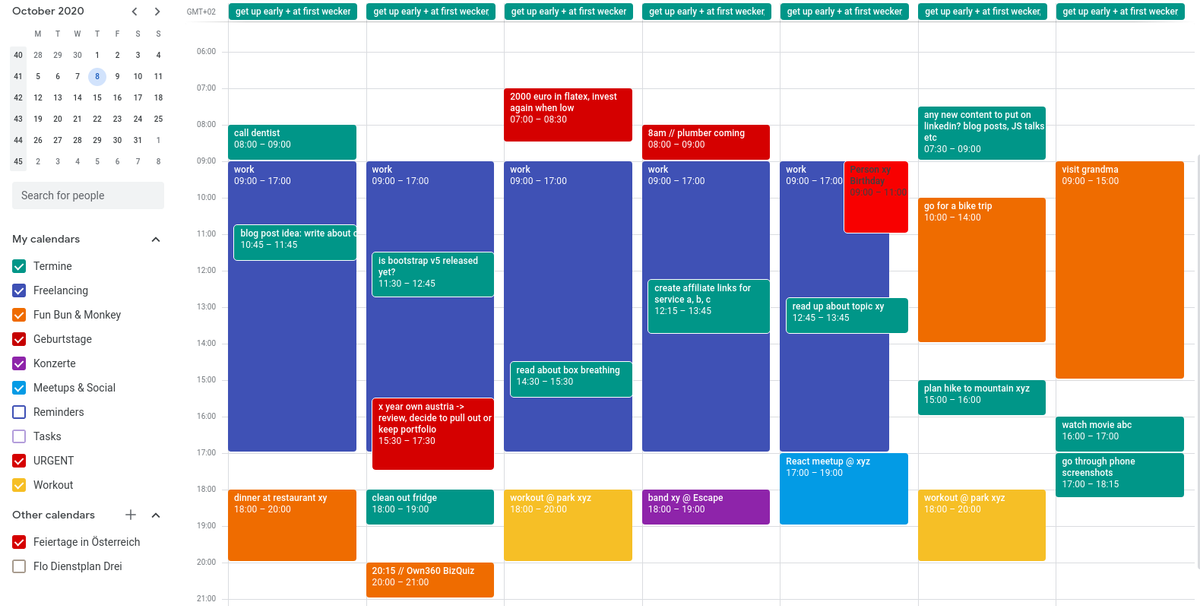 October 2020
M T W T F S S
40 28 29 30 1 2 3 4
41 5 6 7 8 9 10 11
42 12 13 14 15 16 17 18
43 19 20 21 22 23 24 25
44 26 27 28 29 30 31 1
45 2 3 4 5 6 7 8
Search for people
My calendars
Termine
Freelancing
Fun Bun & Monkey
Geburtstage
Konzerte
Meetups & Social
Reminders
Tasks
URGENT
Workout
Other calendars
Feiertage in Österreich
Flo Dienstplan Drei
GMT+02
06:00
07:00
08:00
09:00
10:00
11:00
12:00
13:00
14:00
15:00
16:00
17:00
18:00
19:00
20:00
21:00
get up early + at first wecker
call dentist
08:00 – 09:00
work
09:00 – 17:00
blog post idea: write about c
10:45 – 11:45
dinner at restaurant xy
18:00 – 20:00
get up early + at first wecker
work
09:00 – 17:00
is bootstrap v5 released
yet?
11:30 – 12:45
x year own austria ->
review, decide to pull out or
keep portfolio
15:30 – 17:30
clean out fridge
18:00 – 19:00
20:15 // Own360 BizQuiz
20:00 – 21:00
get up early + at first wecker
2000 euro in flatex, invest
again when low
07:00 – 08:30
work
09:00 – 17:00
read about box breathing
14:30 – 15:30
workout @ park xyz
18:00 – 20:00
get up early + at first wecker
8am // plumber coming
08:00 – 09:00
work
09:00 – 17:00
create affiliate links for
service a, b, c
12:15 – 13:45
band xy @ Escape
18:00 – 19:00
get up early + at first wecker
work
09:00 – 17:00
Person xy
Birthday
09:00 – 11:00
read up about topic xy
12:45 – 13:45
React meetup @ xyz
17:00 – 19:00
get up early + at first wecker
any new content to put on
linkedin? blog posts, JS talks
etc
07:30 – 09:00
go for a bike trip
10:00 – 14:00
plan hike to mountain xyz
15:00 – 16:00
workout @ park xyz
18:00 – 20:00
get up early + at first wecker
visit grandma
09:00 – 15:00
watch movie abc
16:00 – 17:00
go through phone
screenshots
17:00 – 18:15